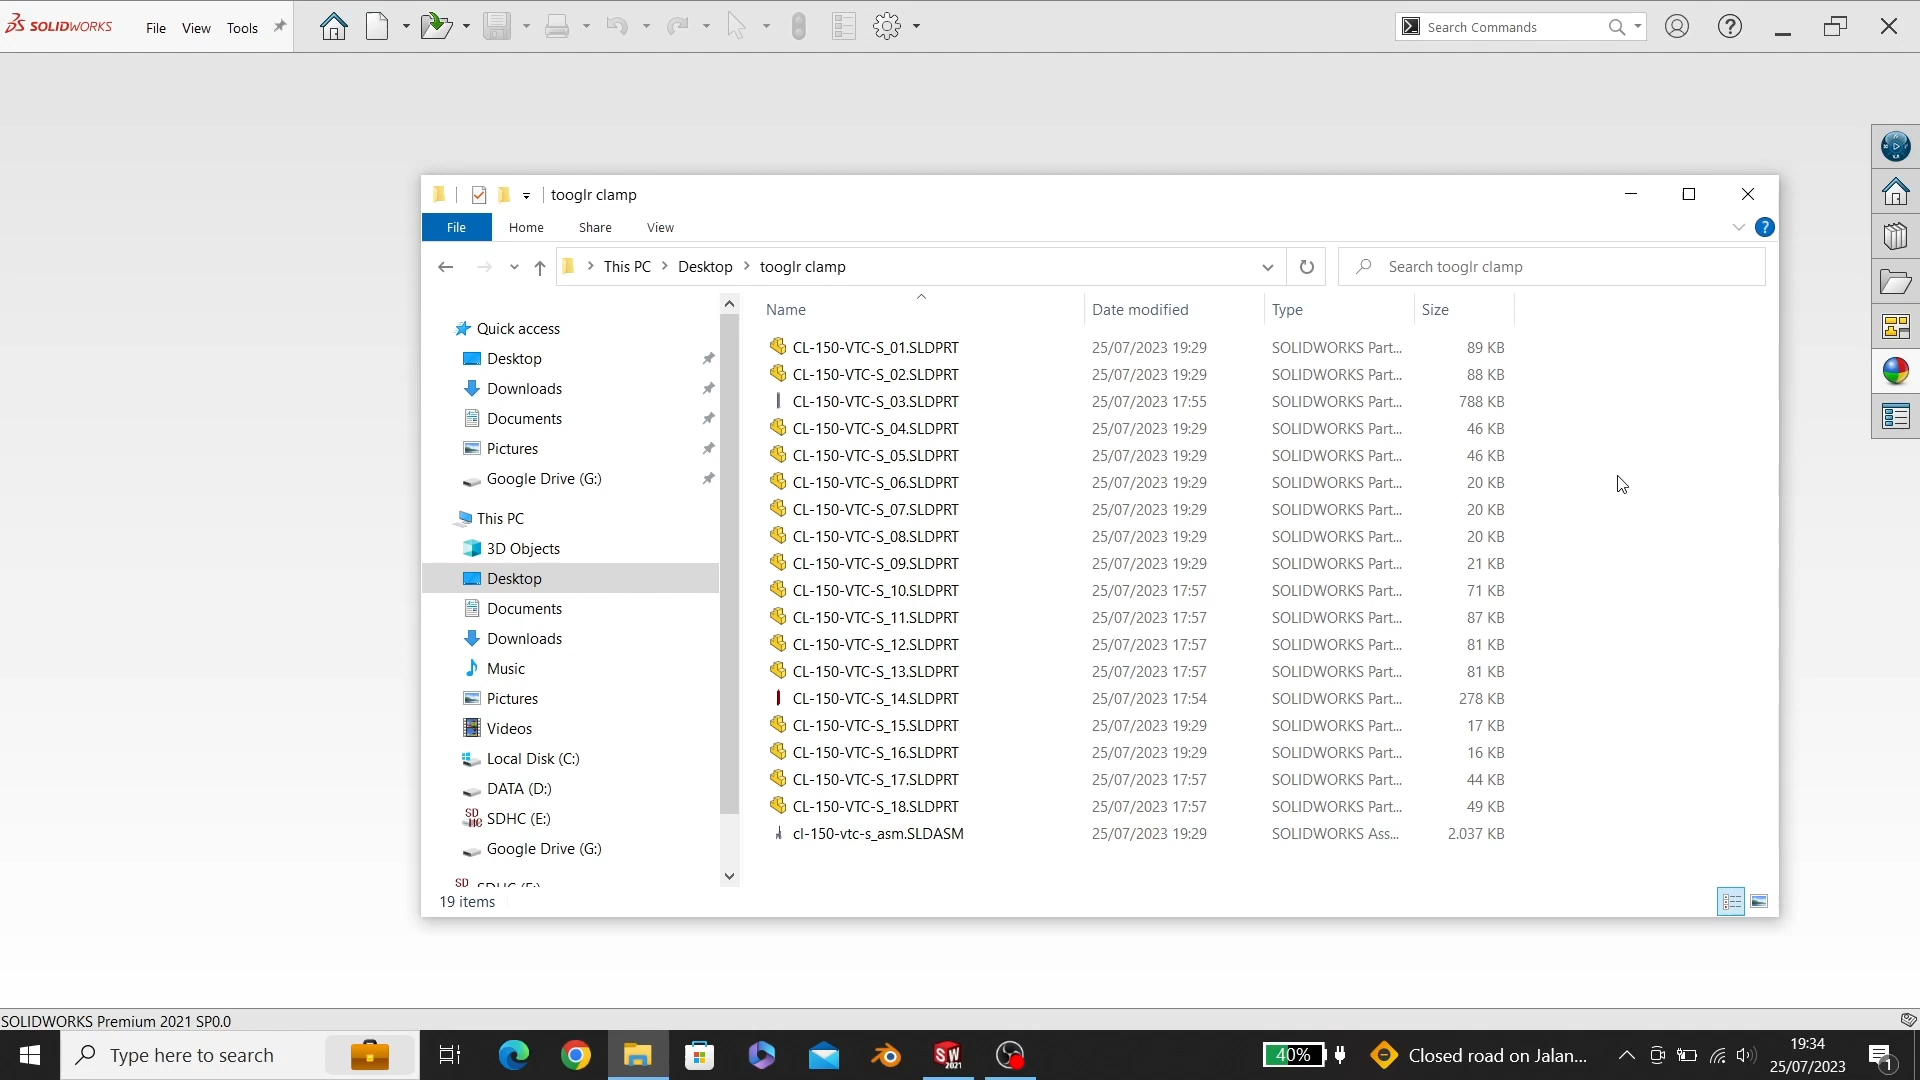 SOLIDWORKS File View Tools Search Commands
tooglr clamp
File Home Share View
This PC Desktop tooglr clamp Search tooglr clamp
Name Date modified Type Size
Quick access
Desktop
Downloads
Documents
Pictures
Google Drive (G:)
This PC
3D Objects
Desktop
Documents
Downloads
Music
Pictures
Videos
Local Disk (C:)
DATA (D:)
SDHC (E:)
Google Drive (G:)
SDHC (E:)
CL-150-VTC-S_01.SLDPRT 25/07/2023 19:29 SOLIDWORKS Part... 89 KB
CL-150-VTC-S_02.SLDPRT 25/07/2023 19:29 SOLIDWORKS Part... 88 KB
CL-150-VTC-S_03.SLDPRT 25/07/2023 17:55 SOLIDWORKS Part... 788 KB
CL-150-VTC-S_04.SLDPRT 25/07/2023 19:29 SOLIDWORKS Part... 46 KB
CL-150-VTC-S_05.SLDPRT 25/07/2023 19:29 SOLIDWORKS Part... 46 KB
CL-150-VTC-S_06.SLDPRT 25/07/2023 19:29 SOLIDWORKS Part... 20 KB
CL-150-VTC-S_07.SLDPRT 25/07/2023 19:29 SOLIDWORKS Part... 20 KB
CL-150-VTC-S_08.SLDPRT 25/07/2023 19:29 SOLIDWORKS Part... 20 KB
CL-150-VTC-S_09.SLDPRT 25/07/2023 19:29 SOLIDWORKS Part... 21 KB
CL-150-VTC-S_10.SLDPRT 25/07/2023 17:57 SOLIDWORKS Part... 71 KB
CL-150-VTC-S_11.SLDPRT 25/07/2023 17:57 SOLIDWORKS Part... 87 KB
CL-150-VTC-S_12.SLDPRT 25/07/2023 17:57 SOLIDWORKS Part... 81 KB
CL-150-VTC-S_13.SLDPRT 25/07/2023 17:57 SOLIDWORKS Part... 81 KB
CL-150-VTC-S_14.SLDPRT 25/07/2023 17:54 SOLIDWORKS Part... 278 KB
CL-150-VTC-S_15.SLDPRT 25/07/2023 19:29 SOLIDWORKS Part... 17 KB
CL-150-VTC-S_16.SLDPRT 25/07/2023 19:29 SOLIDWORKS Part... 16 KB
CL-150-VTC-S_17.SLDPRT 25/07/2023 17:57 SOLIDWORKS Part... 44 KB
CL-150-VTC-S_18.SLDPRT 25/07/2023 17:57 SOLIDWORKS Part... 49 KB
cl-150-vtc-s_asm.SLDASM 25/07/2023 19:29 SOLIDWORKS Ass... 2.037 KB
19 items
SOLIDWORKS Premium 2021 SP0.0
Type here to search SW 2021 40% Closed road on Jalan... 19:34
25/07/2023 1